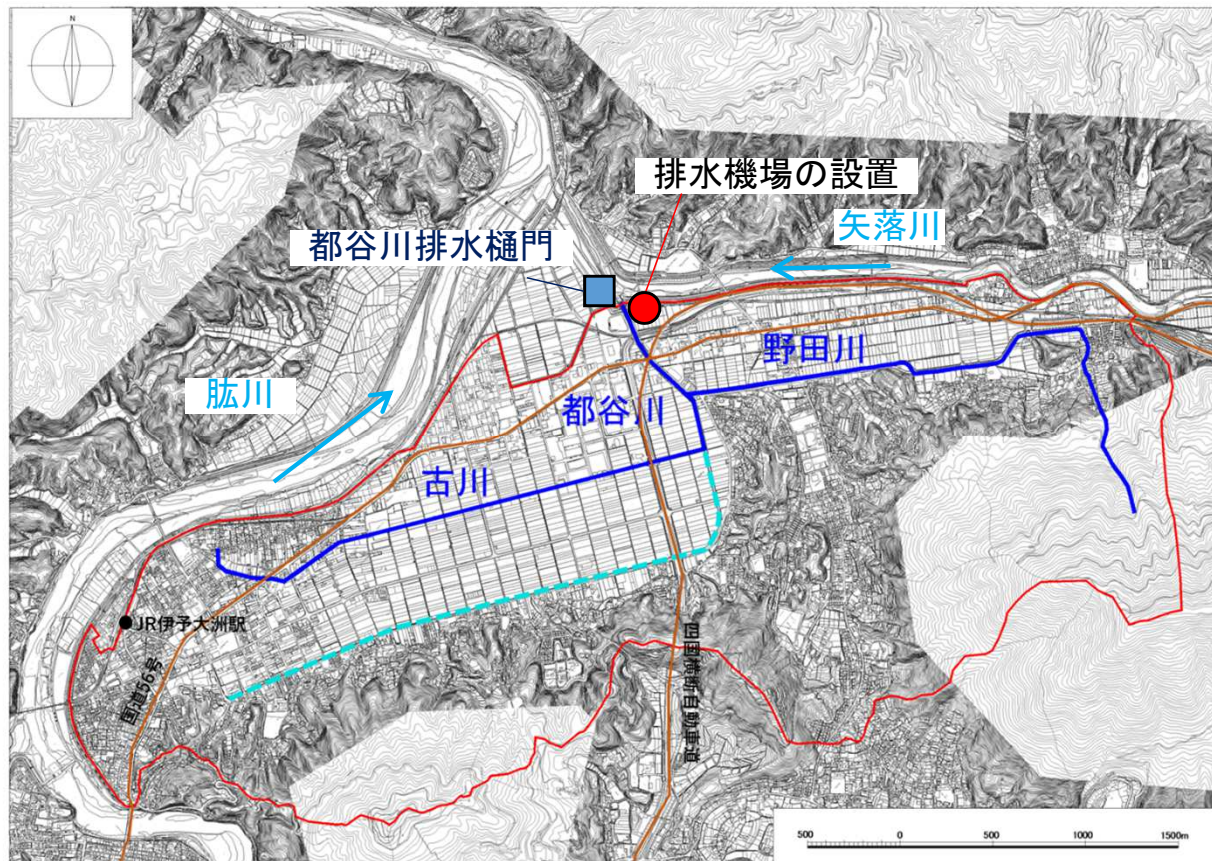 N
排水機場の設置
矢落川
都谷川排水樋門
野田川
肱川
都谷川
古川
JR伊予大洲駅
国道56号
四国横断自動車道
500 0 500 1000 1500m